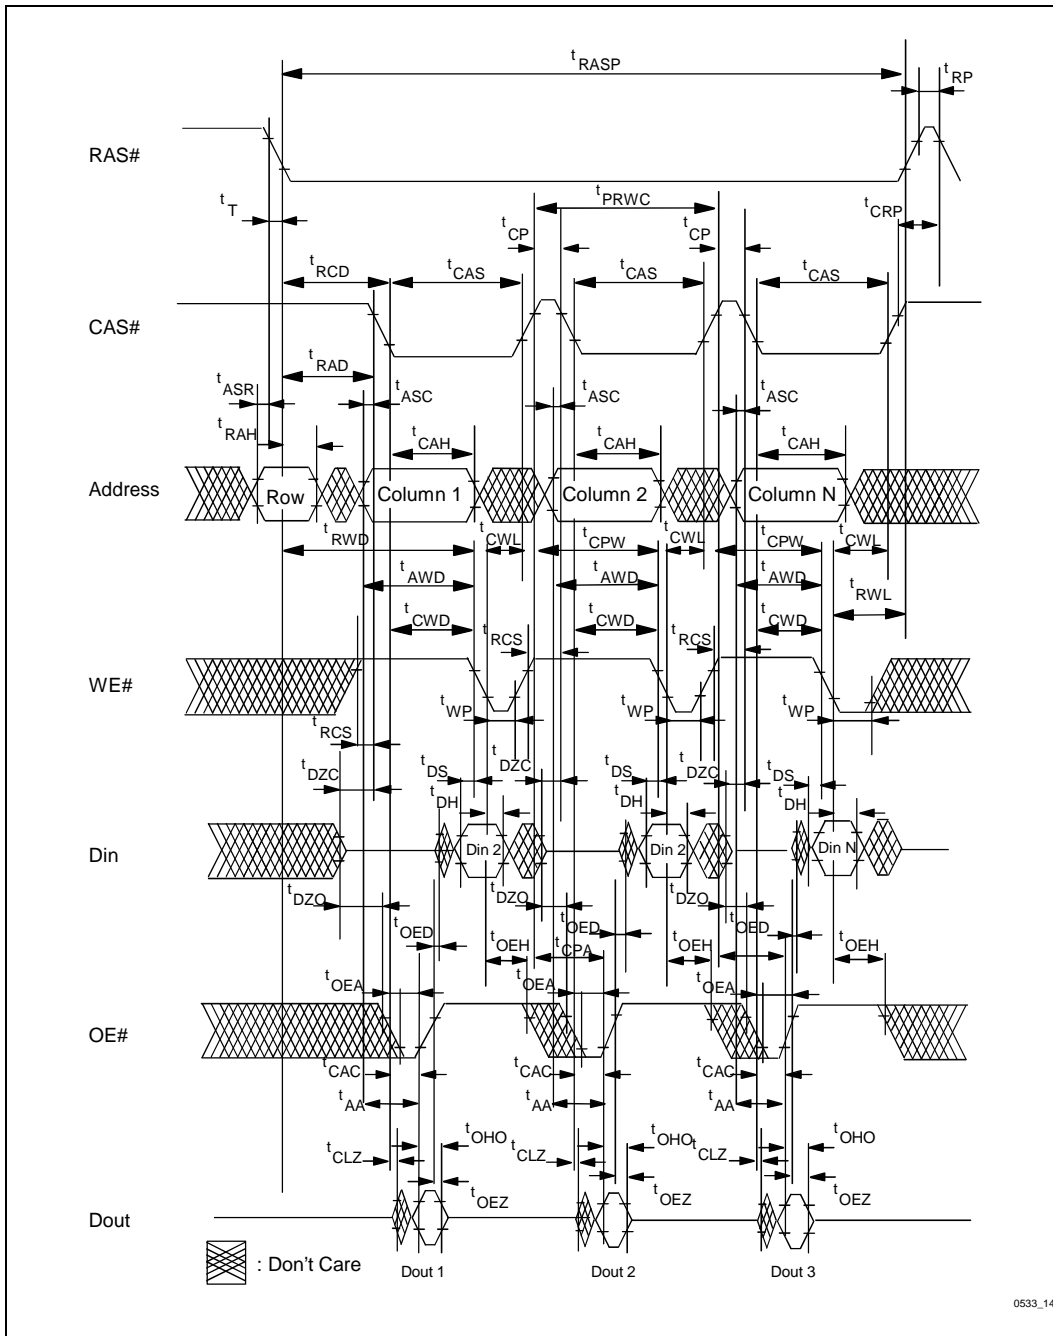 tRASP
tRP
RAS#
tT
tPRWC
tCRP
tCP
tCP
tRCD
tCAS
tCAS
tCAS
CAS#
tRAD
tASR
tASC
tASC
tASC
tRAH
tCAH
tCAH
tCAH
Address
Row
Column 1
Column 2
Column N
tRWD
tCWL
tCPW
tCWL
tCPW
tCWL
tAWD
tAWD
tAWD
tRWL
tCWD
tCWD
tCWD
tRCS
tRCS
WE#
tWP
tWP
tWP
tRCS
tDZC
tDS
tDZC
tDS
tDZC
tDS
tDH
tDH
tDH
Din
Din 2
Din 2
Din N
tDZO
tDZO
tDZO
tOED
tOED
tOED
tOEH
tCPA
tOEH
tOEH
tOEA
tOEA
tOEA
OE#
tCAC
tCAC
tCAC
tAA
tAA
tAA
tOHO
tOHO
tOHO
tCLZ
tCLZ
tCLZ
tOEZ
tOEZ
tOEZ
Dout
: Don't Care
Dout 1
Dout 2
Dout 3
0533_14